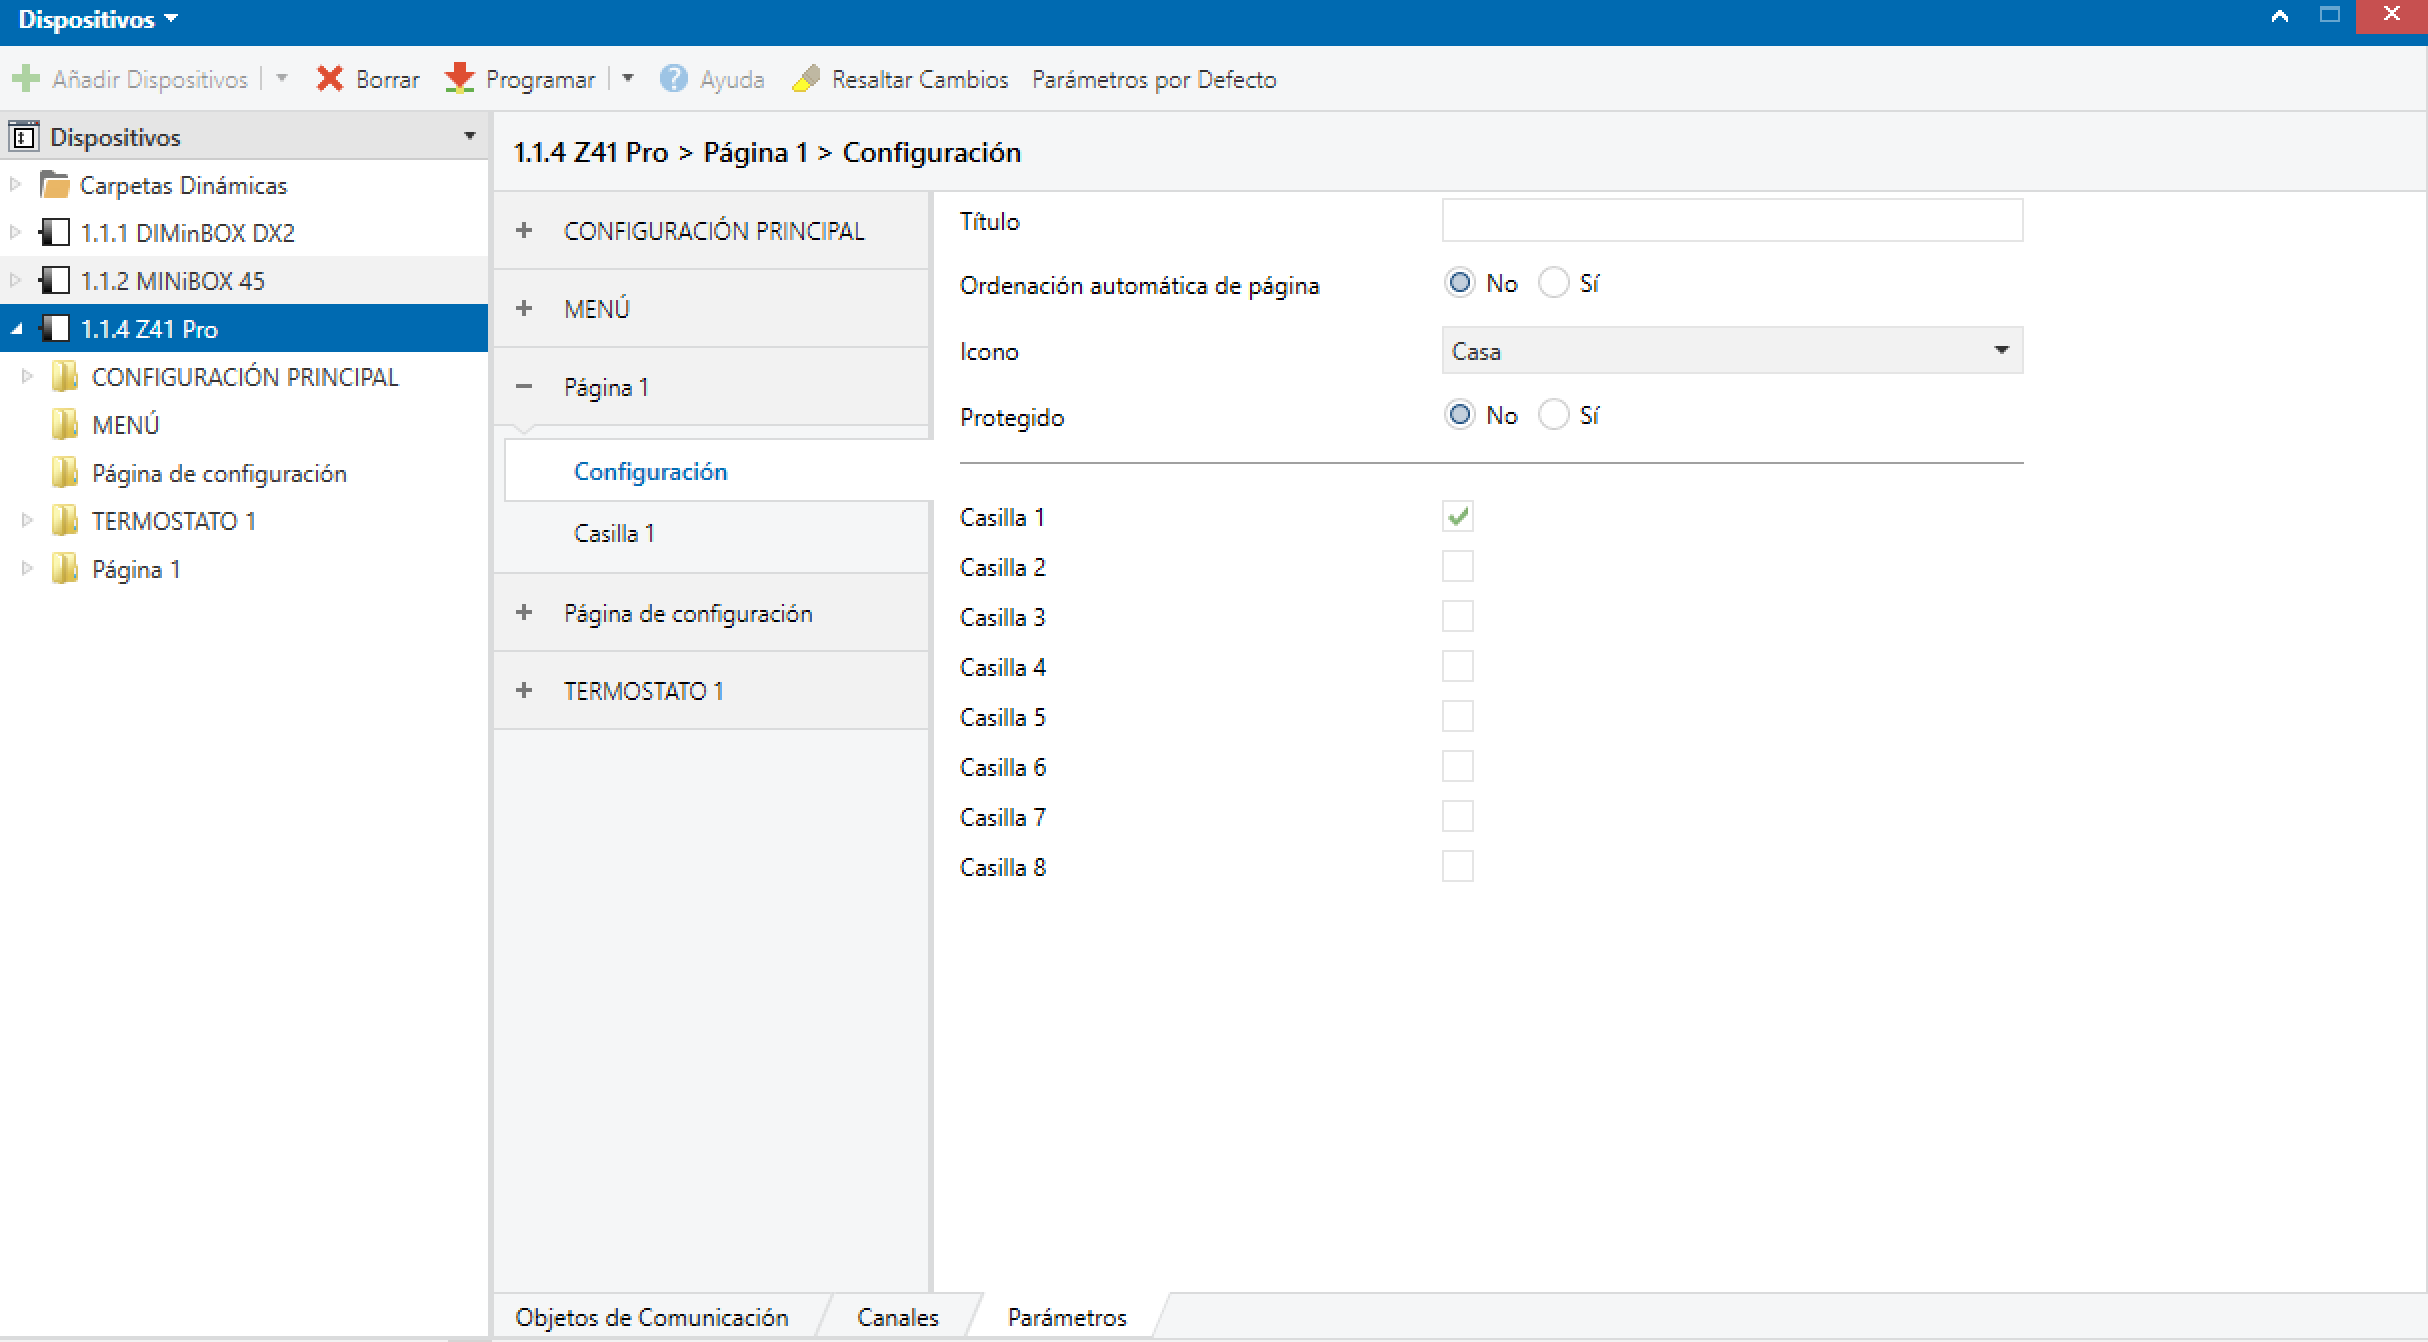 Dispositivos
Añadir Dispositivos
Borrar
Programar
Ayuda
Resaltar Cambios
Parámetros por Defecto
Dispositivos
Carpetas Dinámicas
1.1.1 DIMinBOX DX2
1.1.2 MINiBOX 45
1.1.4 Z41 Pro
CONFIGURACIÓN PRINCIPAL
MENÚ
Página de configuración
TERMOSTATO 1
Página 1
1.1.4 Z41 Pro > Página 1 > Configuración
+ CONFIGURACIÓN PRINCIPAL
+ MENÚ
− Página 1
Configuración
Casilla 1
+ Página de configuración
+ TERMOSTATO 1
Título
Ordenación automática de página No Sí
Icono Casa
Protegido No Sí
Casilla 1
Casilla 2
Casilla 3
Casilla 4
Casilla 5
Casilla 6
Casilla 7
Casilla 8
Objetos de Comunicación
Canales
Parámetros